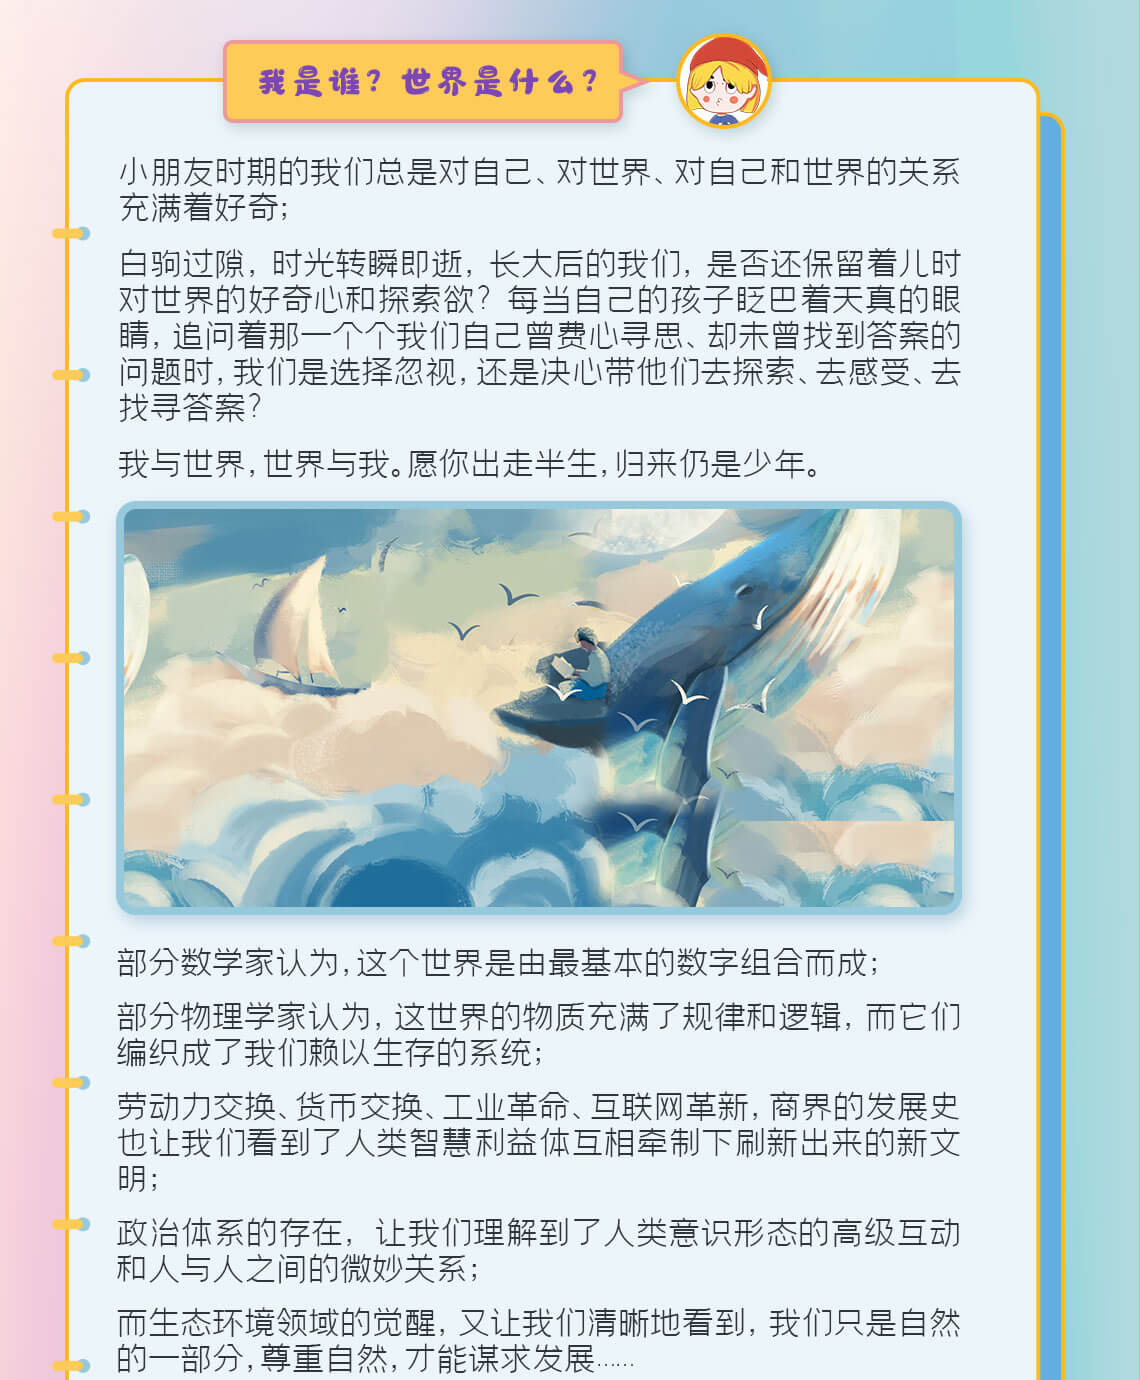 我是谁？世界是什么？
小朋友时期的我们总是对自己、对世界、对自己和世界的关系
充满着好奇；
白驹过隙，时光转瞬即逝，长大后的我们，是否还保留着儿时
对世界的好奇心和探索欲？每当自己的孩子眨巴着天真的眼
睛，追问着那一个个我们自己曾费心寻思、却未曾找到答案的
问题时，我们是选择忽视，还是决心带他们去探索、去感受、去
找寻答案？
我与世界，世界与我。愿你出走半生，归来仍是少年。
部分数学家认为，这个世界是由最基本的数字组合而成；
部分物理学家认为，这世界的物质充满了规律和逻辑，而它们
编织成了我们赖以生存的系统；
劳动力交换、货币交换、工业革命、互联网革新，商界的发展史
也让我们看到了人类智慧利益体互相牵制下刷新出来的新文
明；
政治体系的存在，让我们理解到了人类意识形态的高级互动
和人与人之间的微妙关系；
而生态环境领域的觉醒，又让我们清晰地看到，我们只是自然
的一部分，尊重自然，才能谋求发展……